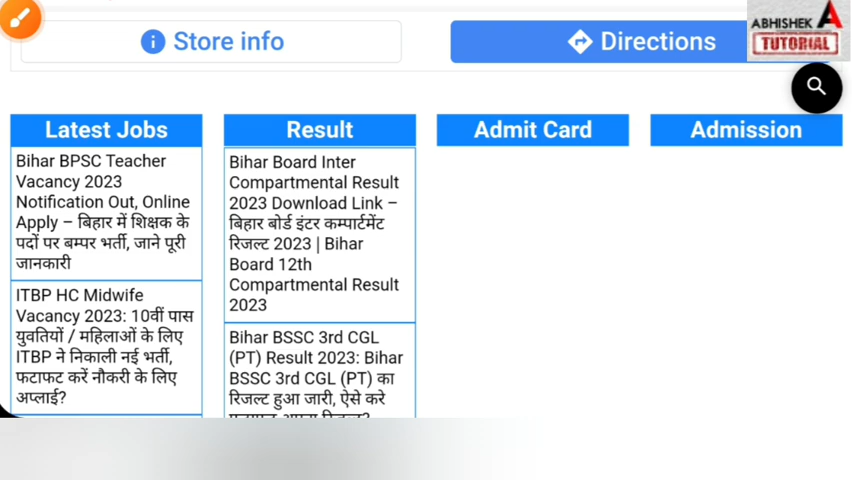 ABHISHEK A
TUTORIAL
Store info
Directions
Latest Jobs
Bihar BPSC Teacher
Vacancy 2023
Notification Out, Online
Apply – बिहार में शिक्षक के
पदों पर बम्पर भर्ती, जाने पूरी
जानकारी
ITBP HC Midwife
Vacancy 2023: 10वीं पास
युवतियों / महिलाओं के लिए
ITBP ने निकाली नई भर्ती,
फटाफट करें नौकरी के लिए
अप्लाई?
Result
Bihar Board Inter
Compartmental Result
2023 Download Link –
बिहार बोर्ड इंटर कम्पार्टमेंट
रिजल्ट 2023 | Bihar
Board 12th
Compartmental Result
2023
Bihar BSSC 3rd CGL
(PT) Result 2023: Bihar
BSSC 3rd CGL (PT) का
रिजल्ट हुआ जारी, ऐसे करे
Admit Card
Admission